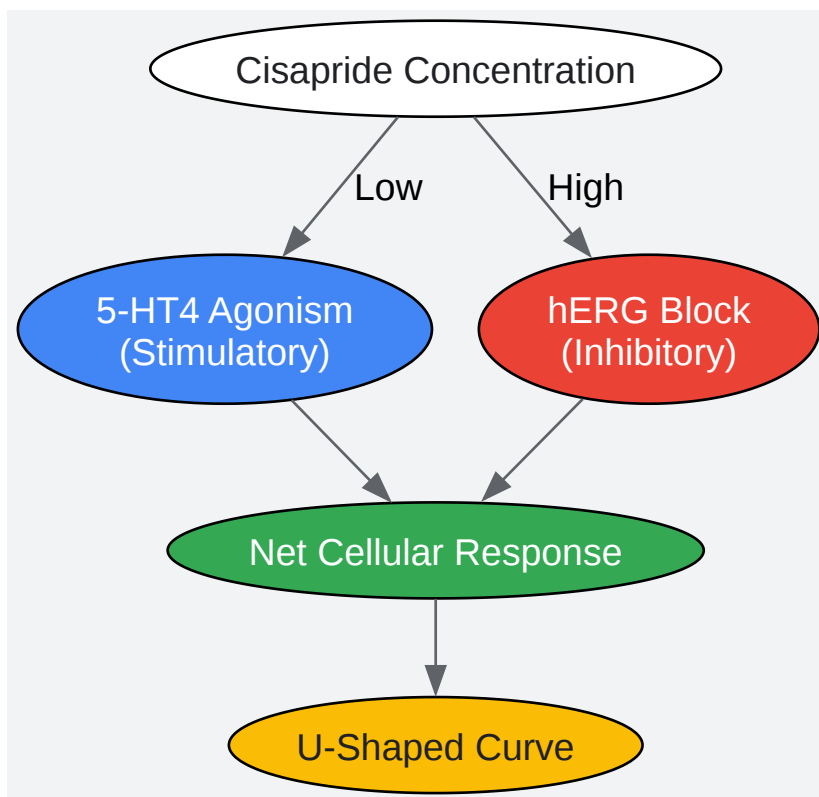 Cisapride Concentration
Low
High
5-HT4 Agonism
(Stimulatory)
hERG Block
(Inhibitory)
Net Cellular Response
U-Shaped Curve